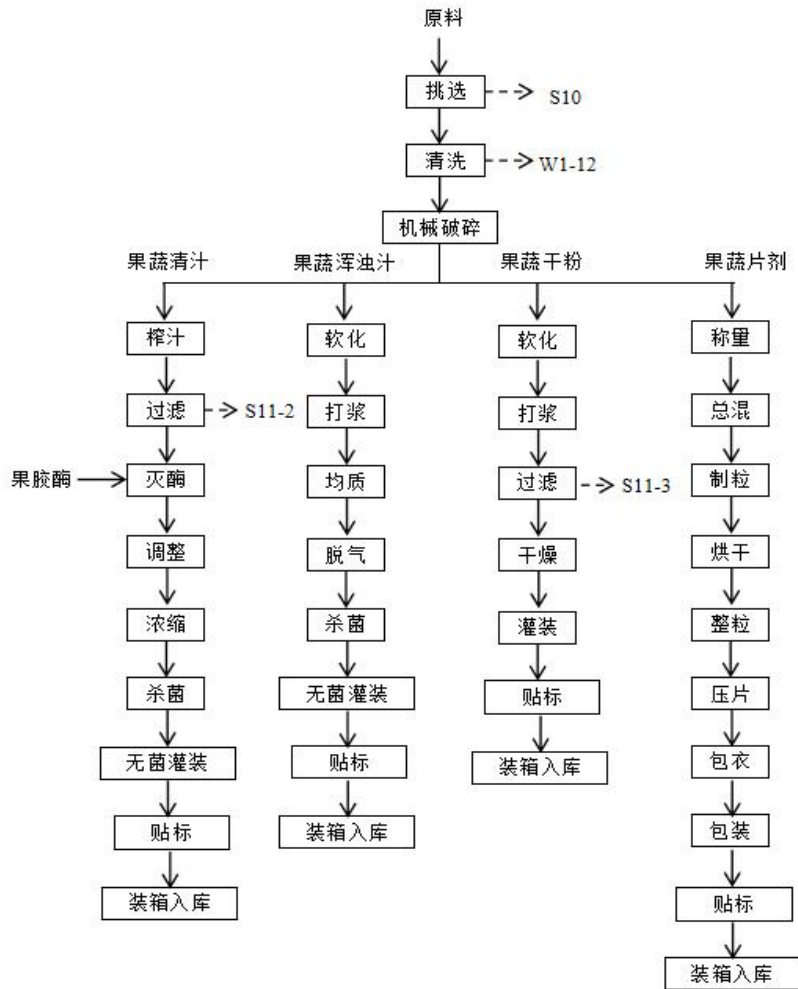 原料
挑选
S10
清洗
W1-12
机械破碎
果蔬清汁
果蔬浑浊汁
果蔬干粉
果蔬片剂
榨汁
过滤
S11-2
果胶酶
灭酶
调整
浓缩
杀菌
无菌灌装
贴标
装箱入库
软化
打浆
均质
脱气
杀菌
无菌灌装
贴标
装箱入库
软化
打浆
过滤
S11-3
干燥
灌装
贴标
装箱入库
称量
总混
制粒
烘干
整粒
压片
包衣
包装
贴标
装箱入库